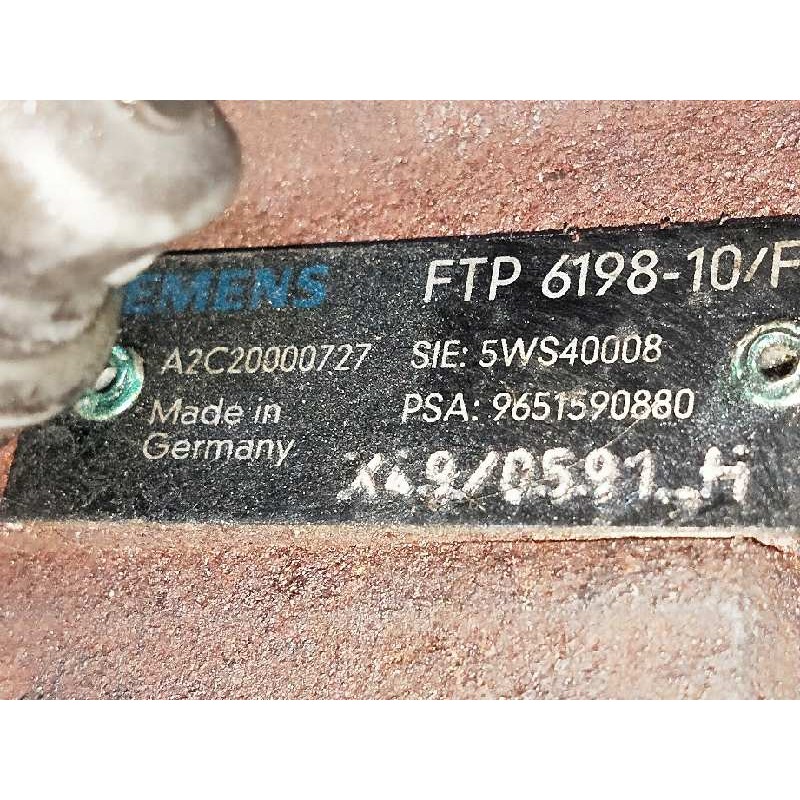 EMENS FTP 6198-10/F
A2C20000727 SIE: 5WS40008
Made in PSA: 9651590880
Germany